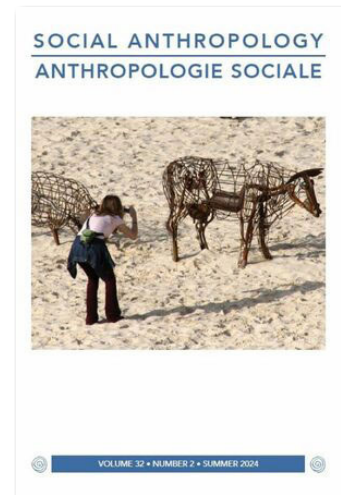 SOCIAL ANTHROPOLOGY
ANTHROPOLOGIE SOCIALE
VOLUME 32 • NUMBER 2 • SUMMER 2024